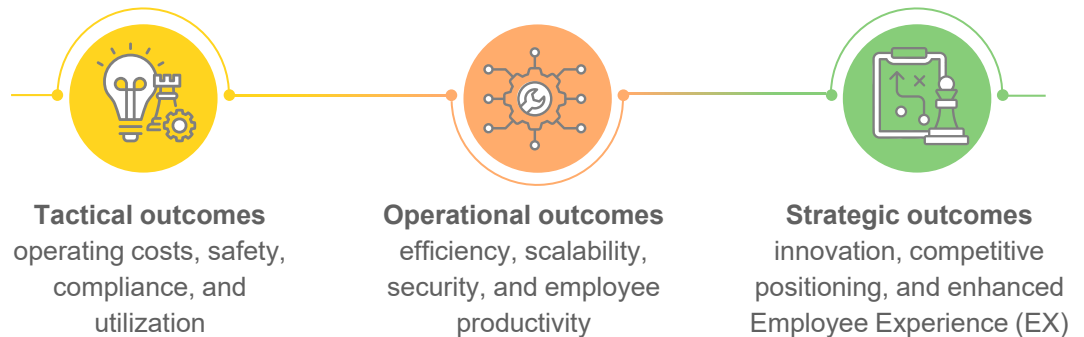 Tactical outcomes
operating costs, safety,
compliance, and
utilization
Operational outcomes
efficiency, scalability,
security, and employee
productivity
Strategic outcomes
innovation, competitive
positioning, and enhanced
Employee Experience (EX)